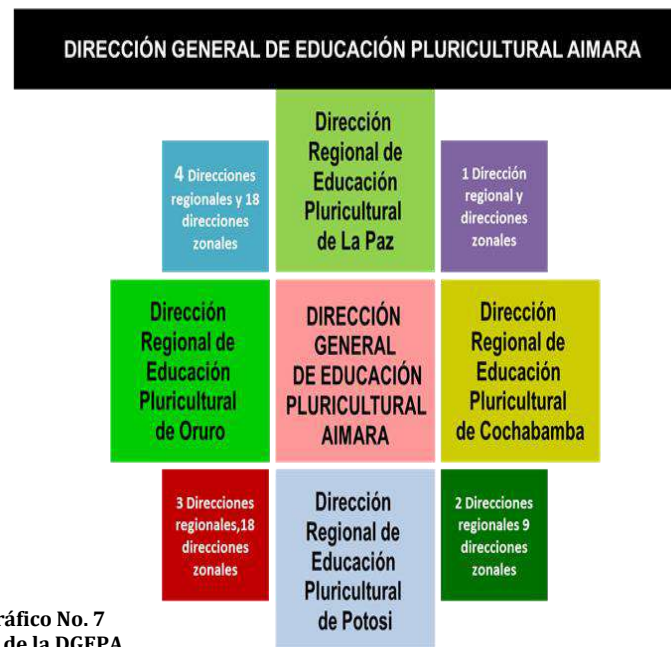 DIRECCIÓN GENERAL DE EDUCACIÓN PLURICULTURAL AIMARA
Dirección
Regional de
Educación
Pluricultural
de La Paz
4 Direcciones
regionales y 18
direcciones
zonales
1 Dirección
regional y
direcciones
zonales
Dirección
Regional de
Educación
Pluricultural
de Oruro
DIRECCIÓN
GENERAL
DE EDUCACIÓN
PLURICULTURAL
AIMARA
Dirección
Regional de
Educación
Pluricultural
de Cochabamba
3 Direcciones
regionales,18
direcciones
zonales
Dirección
Regional de
Educación
Pluricultural
de Potosi
2 Direcciones
regionales 9
direcciones
zonales
ráfico No. 7
de la DGEPA